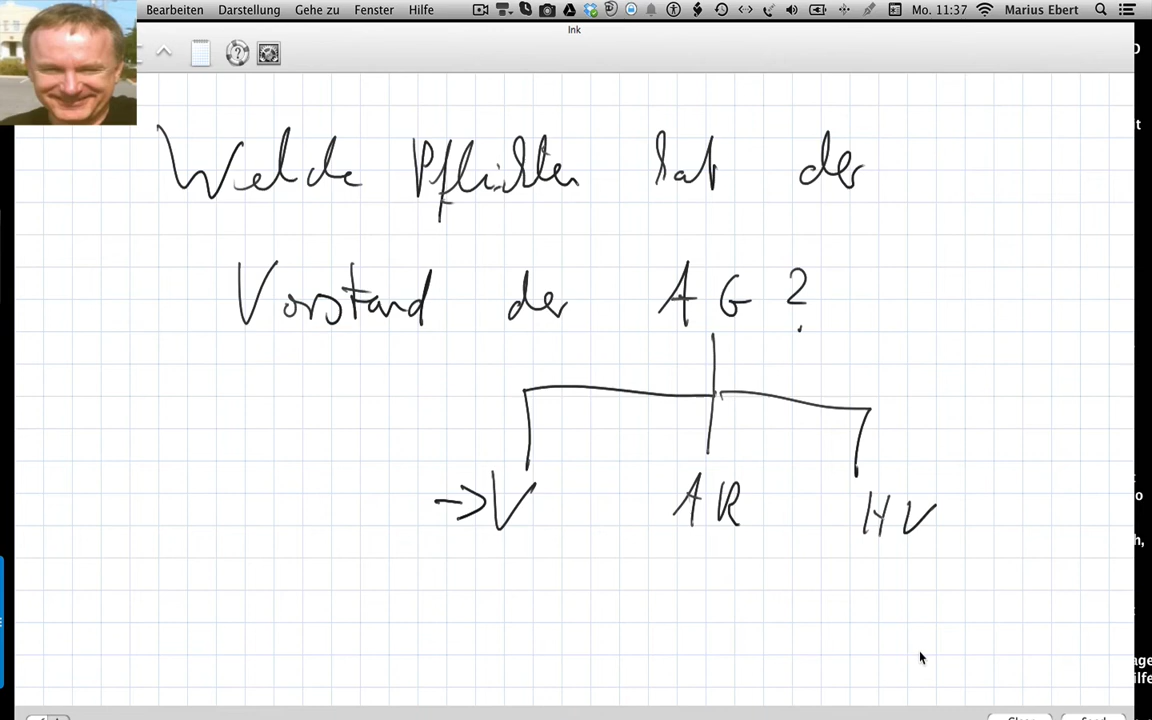 Bearbeiten Darstellung Gehe zu Fenster Hilfe Mo. 11:37 Marius Ebert
Ink
Welche Pflichten hat der
Vorstand der AG?
→V AR HV